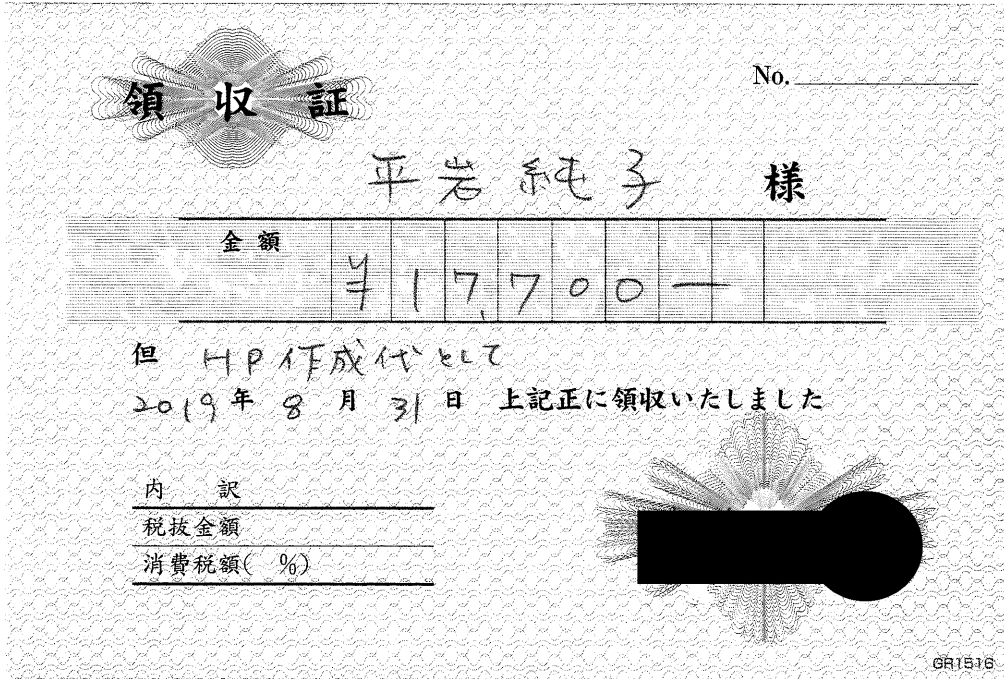 領収証
No.
平岩純子 様
金額 ¥17,700ー
但 HP作成代として
2019年8月31日 上記正に領収いたしました
内 訳
税抜金額
消費税額( %)
GR1516